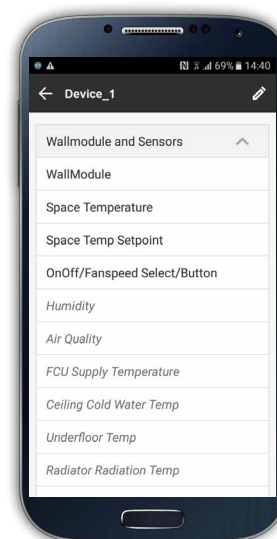 69% 14:40
Device_1
Wallmodule and Sensors
WallModule
Space Temperature
Space Temp Setpoint
OnOff/Fanspeed Select/Button
Humidity
Air Quality
FCU Supply Temperature
Ceiling Cold Water Temp
Underfloor Temp
Radiator Radiation Temp